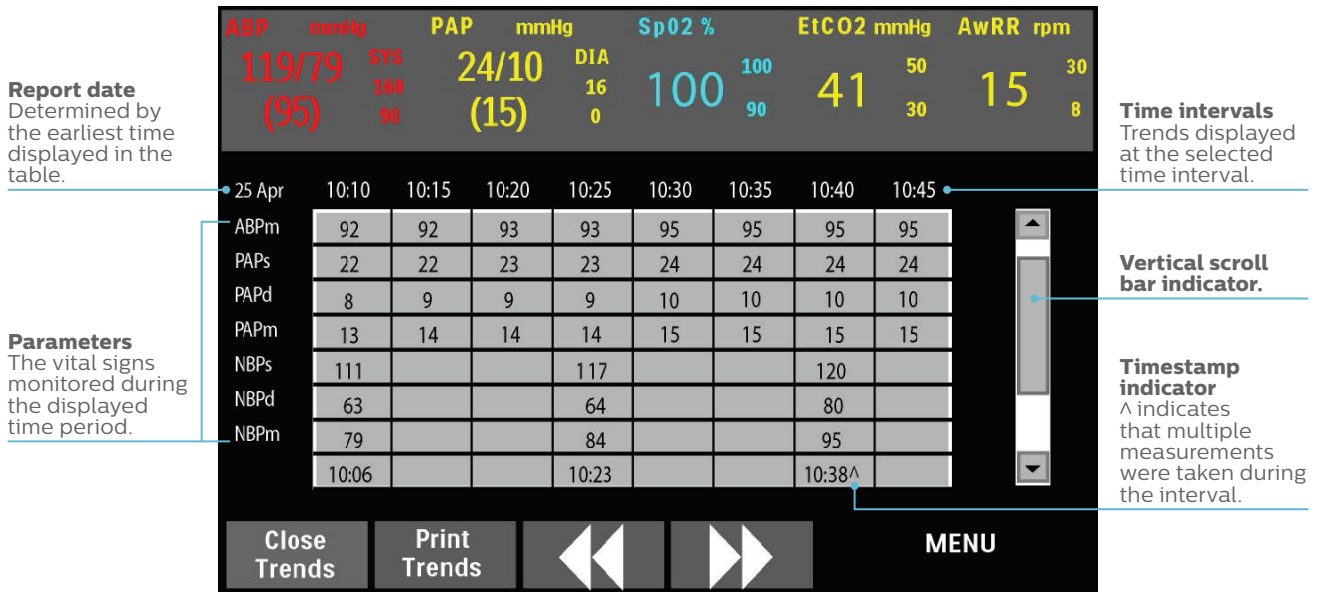 ABP mmHg PAP mmHg Sp02 % EtCO2 mmHg AwRR rpm
119/79 SYS 24/10 DIA 100 100 41 50 15 30
(95) 160 90 (15) 16 0 90 30 8
Report date
Determined by
the earliest time
displayed in the
table.
Parameters
The vital signs
monitored during
the displayed
time period.
25 Apr 10:10 10:15 10:20 10:25 10:30 10:35 10:40 10:45
ABPm 92 92 93 93 95 95 95 95
PAPs 22 22 23 23 24 24 24 24
PAPd 8 9 9 9 10 10 10 10
PAPm 13 14 14 14 15 15 15 15
NBPs 111 117 120
NBPd 63 64 80
NBPm 79 84 95
10:06 10:23 10:38^
Close
Trends
Print
Trends
MENU
Time intervals
Trends displayed
at the selected
time interval.
Vertical scroll
bar indicator.
Timestamp
indicator
^ indicates
that multiple
measurements
were taken during
the interval.